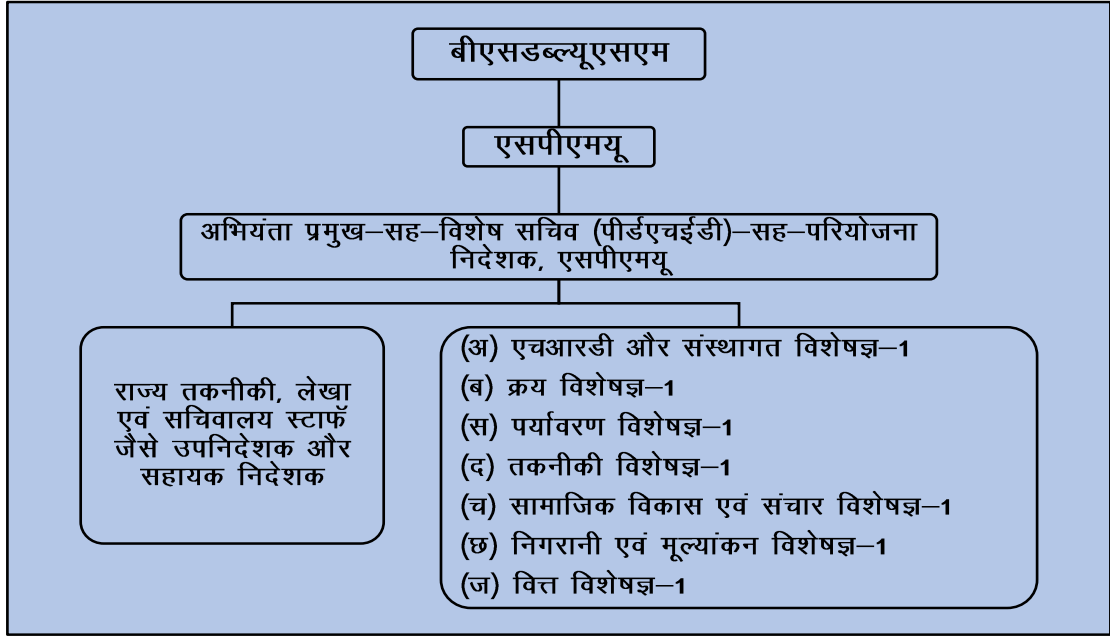 बीएसडब्ल्यूएसएम
एसपीएमयू
अभियंता प्रमुख–सह–विशेष सचिव (पीर्डएचईडी)–सह–परियोजना
निदेशक, एसपीएमयू
राज्य तकनीकी, लेखा
एवं सचिवालय स्टाफॅ
जैसे उपनिदेशक और
सहायक निदेशक
(अ) एचआरडी और संस्थागत विशेषज्ञ–1
(ब) क्रय विशेषज्ञ–1
(स) पर्यावरण विशेषज्ञ–1
(द) तकनीकी विशेषज्ञ–1
(च) सामाजिक विकास एवं संचार विशेषज्ञ–1
(छ) निगरानी एवं मूल्यांकन विशेषज्ञ–1
(ज) वित्त विशेषज्ञ–1